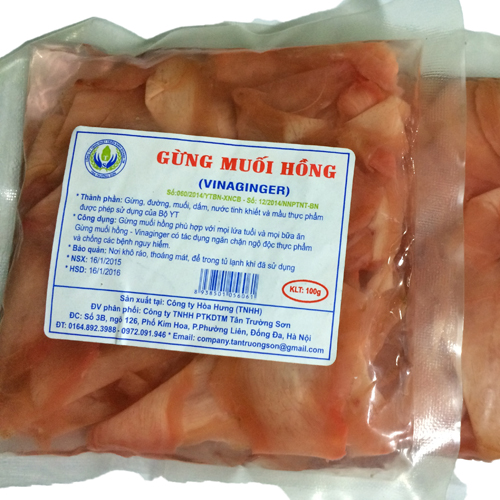 GỪNG MUỐI HỒNG
(VINAGINGER)
Số:060/2014/YTBN-XNCB - Số: 12/2014/NNPTNT-BN
* Thành phần: Gừng, đường, muối, dấm, nước tinh khiết và mầu thực phẩm
được phép sử dụng của Bộ YT
* Công dụng: Gừng muối hồng phù hợp với mọi lứa tuổi và mọi bữa ăn
Gừng muối hồng - Vinaginger có tác dụng ngăn chặn ngộ độc thực phẩm
và chống các bệnh nguy hiểm.
* Bảo quản: Nơi khô ráo, thoáng mát, để trong tủ lạnh khi đã sử dụng
* NSX: 16/1/2015
* HSD: 16/1/2016
KLT: 100g
Sản xuất tại: Công ty Hòa Hưng (TNHH)
ĐV phân phối: Công ty TNHH PTKDTM Tân Trường Sơn
ĐC: Số 3B, ngõ 126, Phố Kim Hoa, P.Phường Liên, Đống Đa, Hà Nội
ĐT: 0164.892.3988 - 0972.091.946 * Email: company.tantruongson@gmail.com